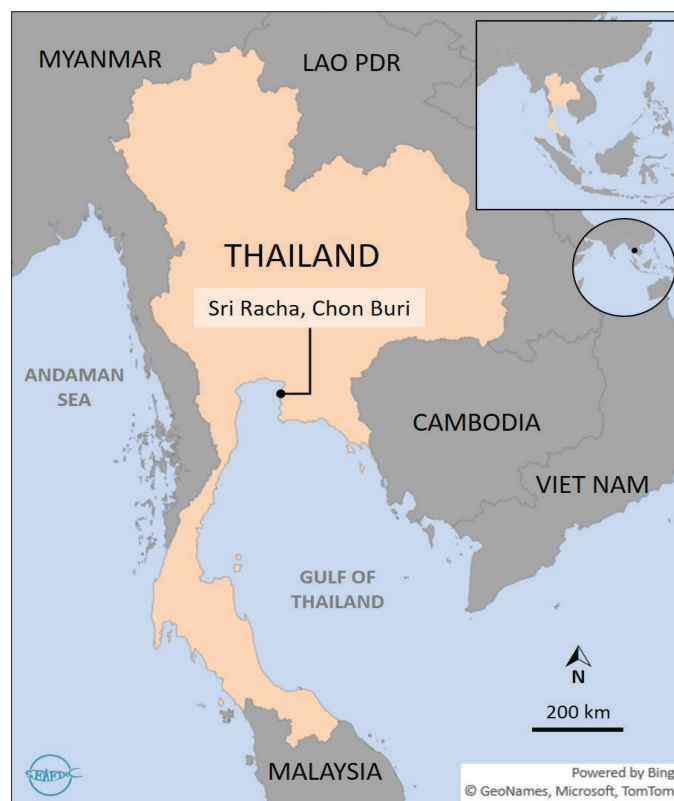 MYANMAR
LAO PDR
THAILAND
Sri Racha, Chon Buri
ANDAMAN
SEA
CAMBODIA
VIET NAM
GULF OF
THAILAND
N
200 km
MALAYSIA
SEAFDEC
Powered by Bing
© GeoNames, Microsoft, TomTom